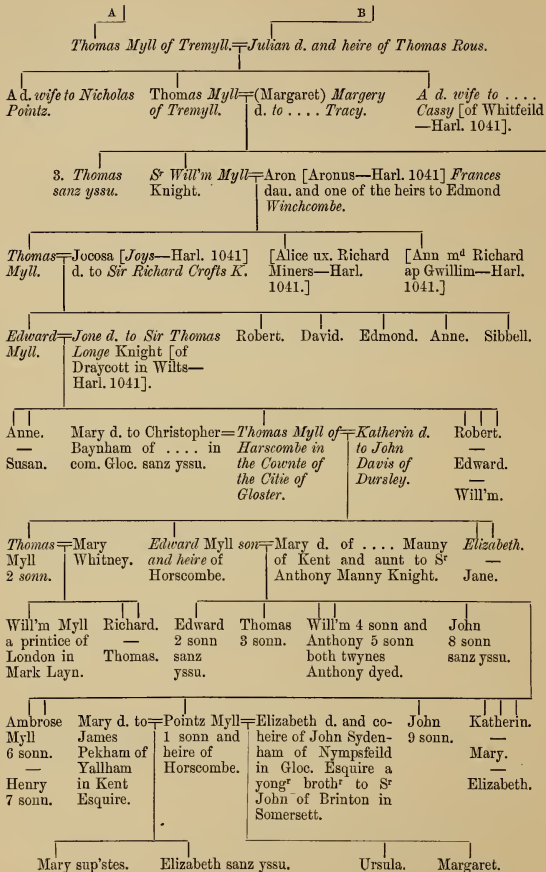 A B
Thomas Myll of Tremyll.=Julian d. and heire of Thomas Rous.
A d. wife to Nicholas
Pointz.
Thomas Myll=(Margaret) Margery
of Tremyll. d. to .... Tracy.
A d. wife to ....
Cassy [of Whitfeild
—Harl. 1041].
3. Thomas
sanz yssu.
Sr Will'm Myll=Aron [Aronus—Harl. 1041] Frances
Knight. dau. and one of the heirs to Edmond
Winchcombe.
Thomas=Jocosa [Joys—Harl. 1041]
Myll. d. to Sir Richard Crofts K.
[Alice ux. Richard
Miners—Harl.
1041.]
[Ann md Richard
ap Gwillim—Harl.
1041.]
Edward=Jone d. to Sir Thomas
Myll. Longe Knight [of
Draycott in Wilts—
Harl. 1041].
Robert. David. Edmond. Anne. Sibbell.
Anne.
—
Susan.
Mary d. to Christopher=Thomas Myll of=Katherin d.
Baynham of .... in Harscombe in to John
com. Gloc. sanz yssu. the Cownte of Davis of
the Citie of Dursley.
Gloster.
Robert.
—
Edward.
—
Will'm.
Thomas=Mary
Myll Whitney.
2 sonn.
Edward Myll son=Mary d. of .... Mauny
and heire of of Kent and aunt to Sr
Horscombe. Anthony Manny Knight.
Elizabeth.
—
Jane.
Will'm Myll
a printice of
London in
Mark Layn.
Richard.
—
Thomas.
Edward
2 sonn
sanz
yssu.
Thomas
3 sonn.
Will'm 4 sonn and
Anthony 5 sonn
both twynes
Anthony dyed.
John
8 sonn
sanz yssu.
Ambrose
Myll
6 sonn.
—
Henry
7 sonn.
Mary d. to=Pointz Myll=Elizabeth d. and co-
James 1 sonn and heire of John Syden-
Pekham of heire of ham of Nympsfeild
Yallham Horscombe. in Gloc. Esquire a
in Kent yongr brothr to Sr
Esquire. John of Brinton in
Somersett.
John
9 sonn.
Katherin.
—
Mary.
—
Elizabeth.
Mary sup'stes. Elizabeth sanz yssu. Ursula. Margaret.